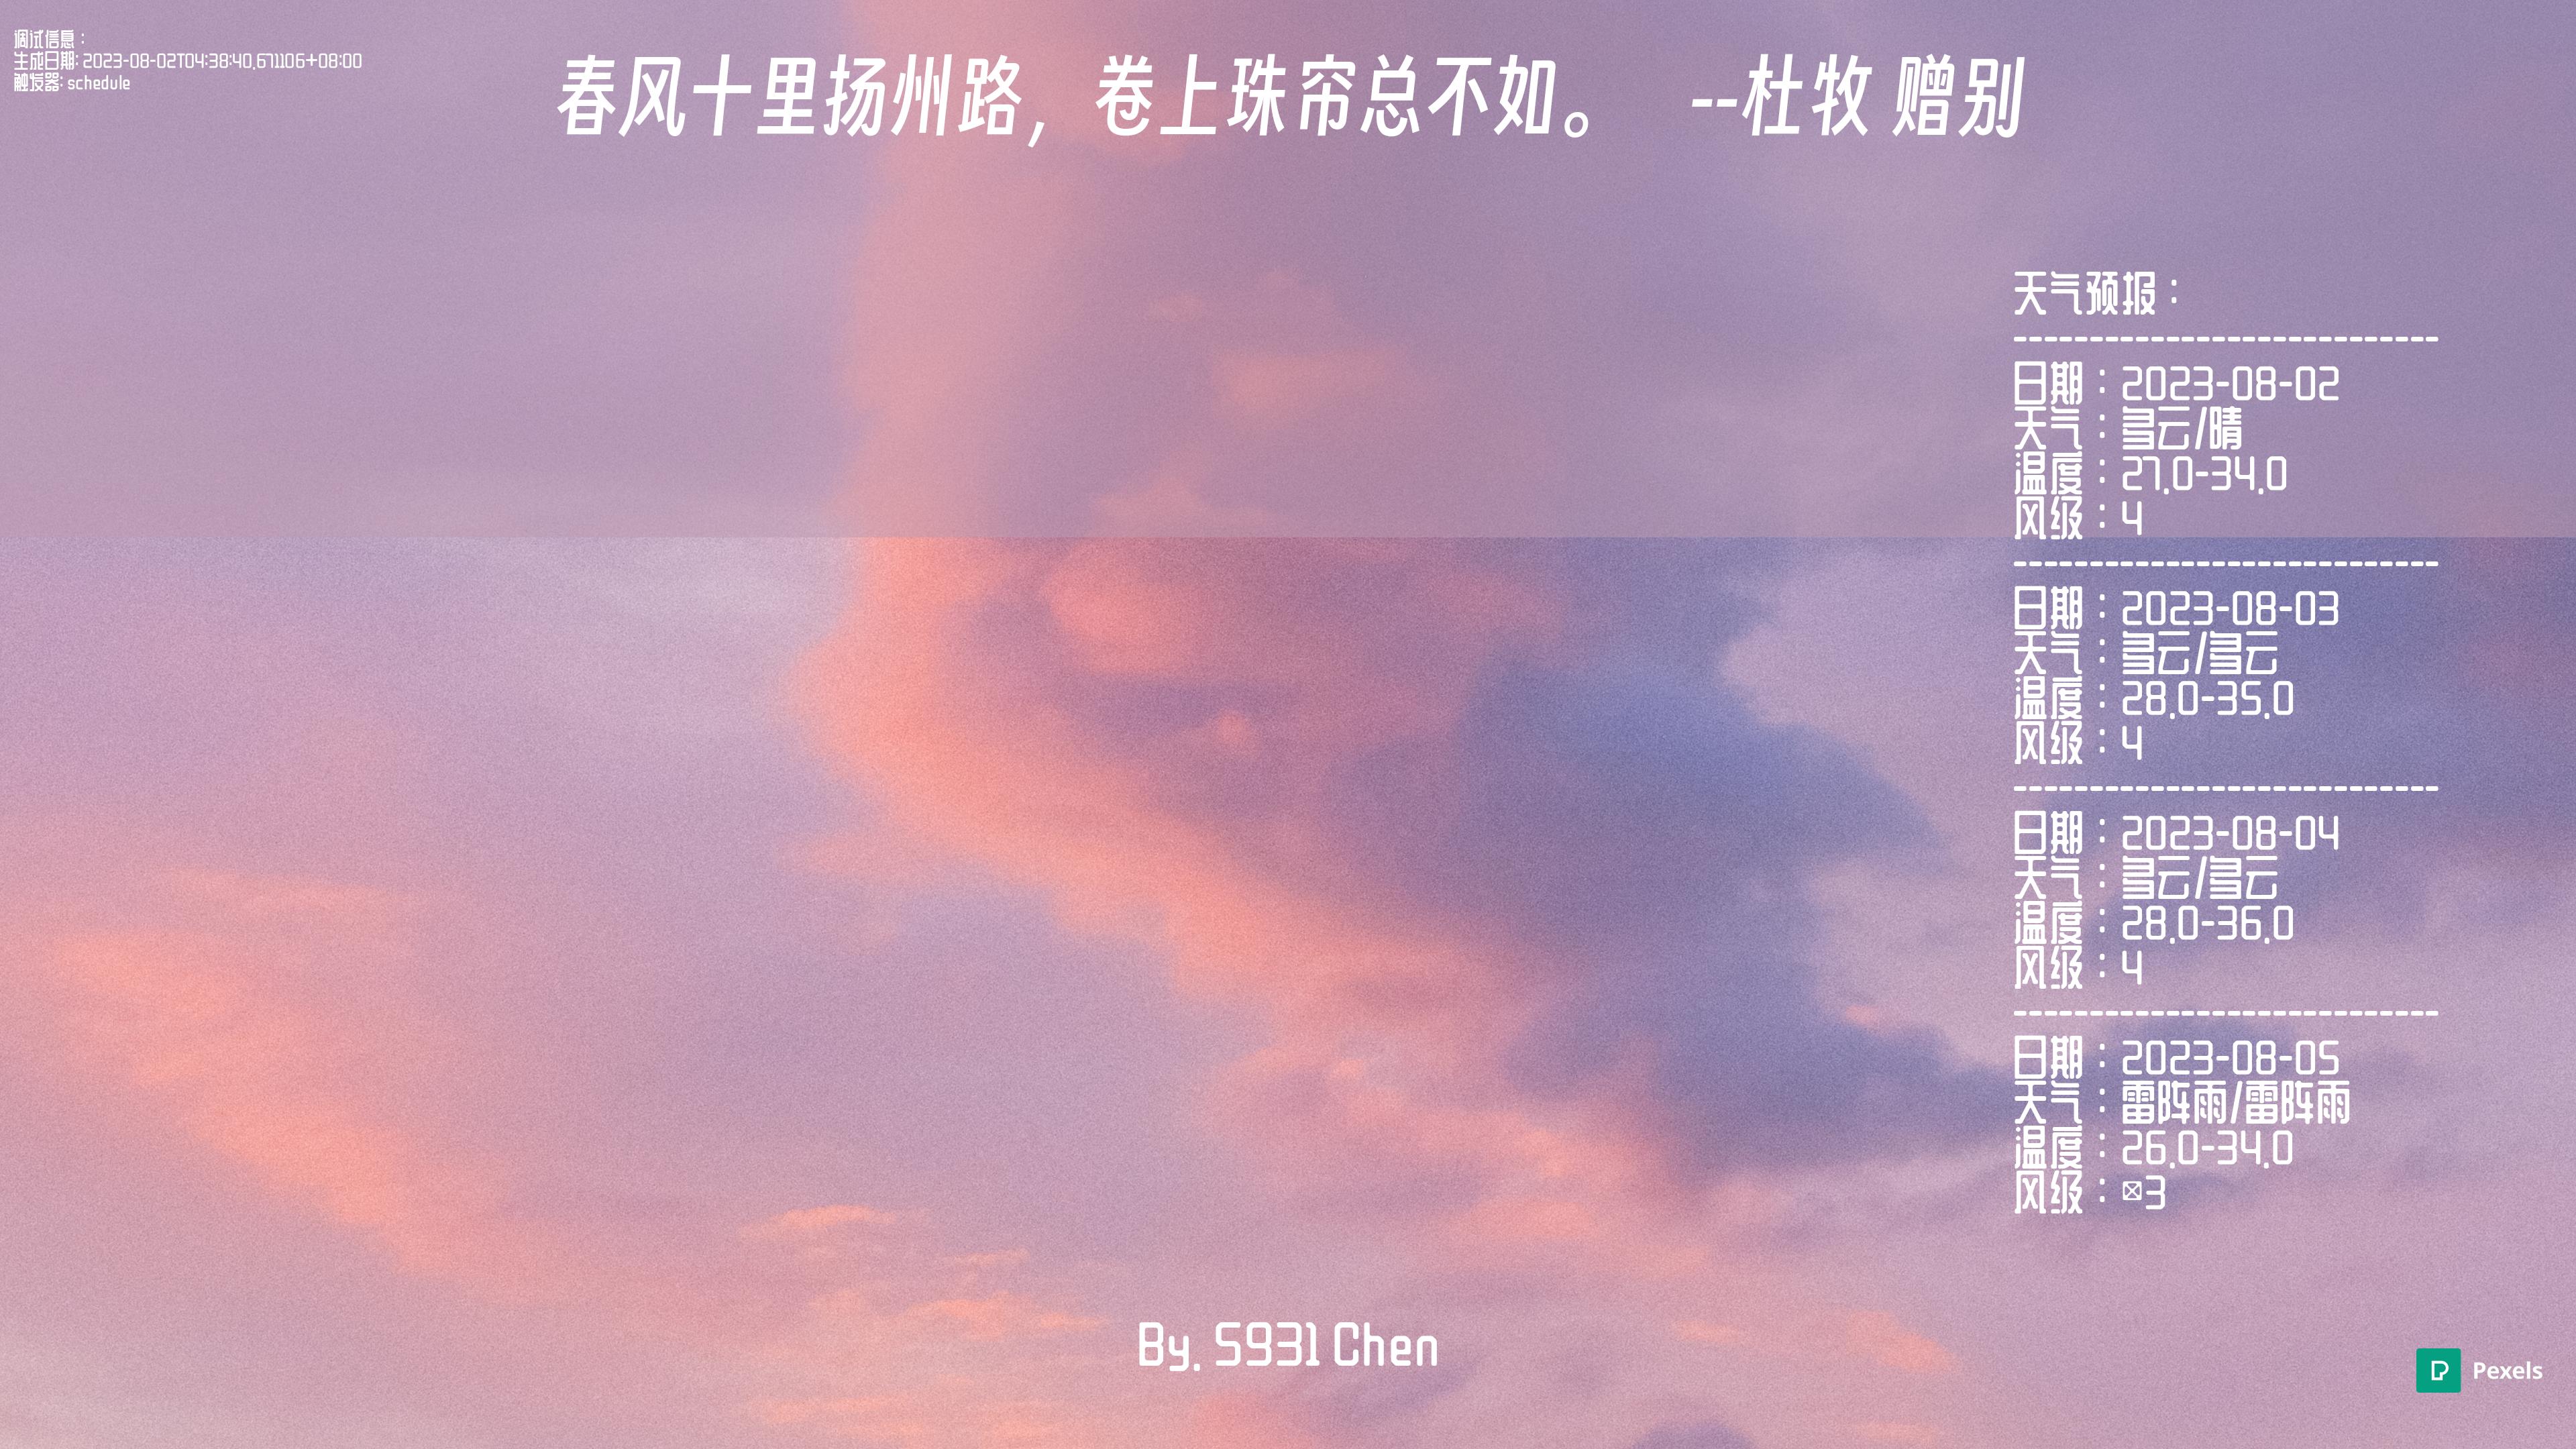 调试信息：
生成日期: 2023-08-02T04:38:40.671106+08:00
触发器: schedule
春风十里扬州路，卷上珠帘总不如。 --杜牧 赠别
天气预报：
----------------------------
日期：2023-08-02
天气：多云/晴
温度：27.0-34.0
风级：4
----------------------------
日期：2023-08-03
天气：多云/多云
温度：28.0-35.0
风级：4
----------------------------
日期：2023-08-04
天气：多云/多云
温度：28.0-36.0
风级：4
----------------------------
日期：2023-08-05
天气：雷阵雨/雷阵雨
温度：26.0-34.0
风级：☒3
By. S931 Chen
Pexels